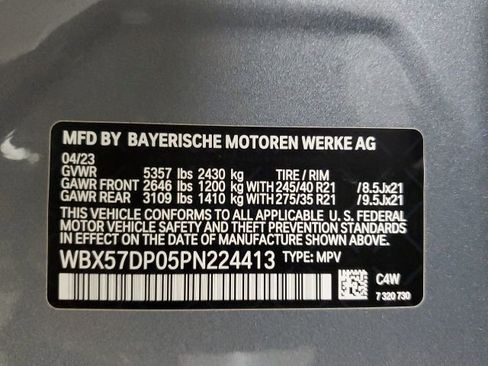 MFD BY BAYERISCHE MOTOREN WERKE AG
04/23
GVWR 5357 lbs 2430 kg TIRE / RIM
GAWR FRONT 2646 lbs 1200 kg WITH 245/40 R21 /8.5Jx21
GAWR REAR 3109 lbs 1410 kg WITH 275/35 R21 /9.5Jx21
THIS VEHICLE CONFORMS TO ALL APPLICABLE U.S. FEDERAL
MOTOR VEHICLE SAFETY AND THEFT PREVENTION STANDARDS
IN EFFECT ON THE DATE OF MANUFACTURE SHOWN ABOVE.
WBX57DP05PN224413 TYPE: MPV
C4W
7 320 730